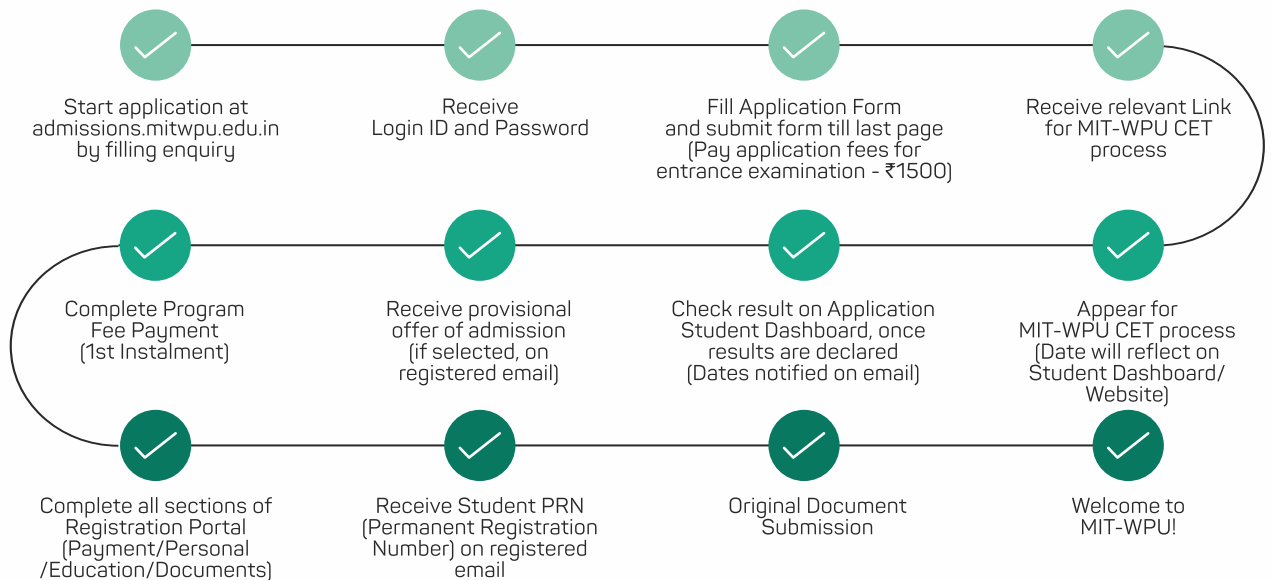 Start application at
admissions.mitwpu.edu.in
by filling enquiry
Receive
Login ID and Password
Fill Application Form
and submit form till last page
(Pay application fees for
entrance examination - ₹1500)
Receive relevant Link
for MIT-WPU CET
process
Appear for
MIT-WPU CET process
(Date will reflect on
Student Dashboard/
Website)
Check result on Application
Student Dashboard, once
results are declared
(Dates notified on email)
Receive provisional
offer of admission
(if selected, on
registered email)
Complete Program
Fee Payment
(1st Instalment)
Complete all sections of
Registration Portal
(Payment/Personal
/Education/Documents)
Receive Student PRN
(Permanent Registration
Number) on registered
email
Original Document
Submission
Welcome to
MIT-WPU!